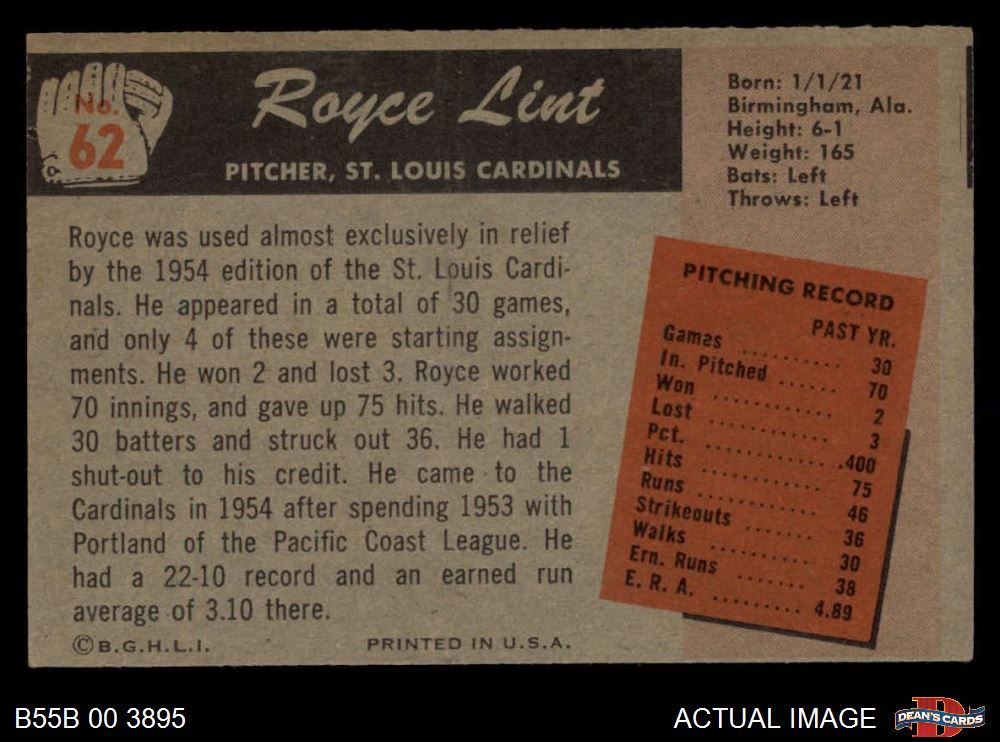 No.
62
Royce Lint
PITCHER, ST. LOUIS CARDINALS
Born: 1/1/21
Birmingham, Ala.
Height: 6-1
Weight: 165
Bats: Left
Throws: Left
Royce was used almost exclusively in relief
by the 1954 edition of the St. Louis Cardi-
nals. He appeared in a total of 30 games,
and only 4 of these were starting assign-
ments. He won 2 and lost 3. Royce worked
70 innings, and gave up 75 hits. He walked
30 batters and struck out 36. He had 1
shut-out to his credit. He came to the
Cardinals in 1954 after spending 1953 with
Portland of the Pacific Coast League. He
had a 22-10 record and an earned run
average of 3.10 there.
PITCHING RECORD
PAST YR.
Games .......... 30
In. Pitched ...... 70
Won ............ 2
Lost ............ 3
Pct. ............ .400
Hits ............ 75
Runs ............ 46
Strikeouts ....... 36
Walks .......... 30
Ern. Runs ....... 38
E. R. A. ......... 4.89
©B.G.H.L.I.
PRINTED IN U.S.A.
B55B 00 3895
ACTUAL IMAGE
D
DEAN'S CARDS